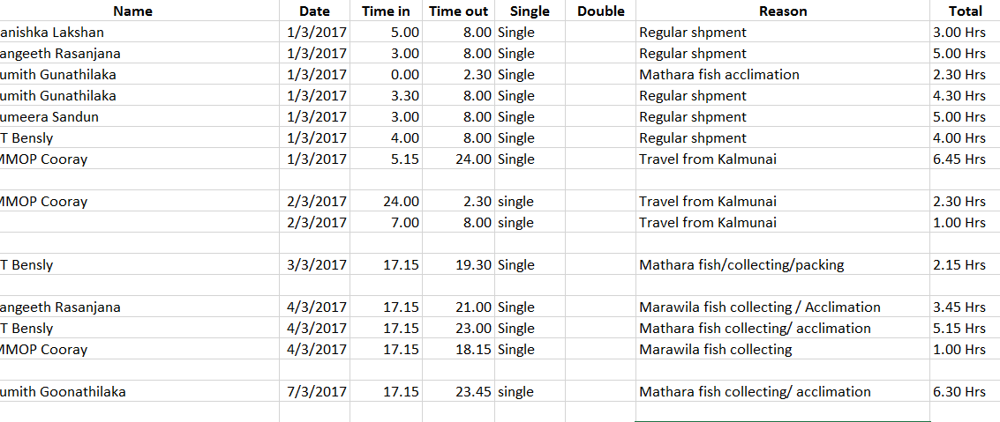 Name Date Time in Time out Single Double Reason Total
anishka Lakshan 1/3/2017 5.00 8.00 Single Regular shpment 3.00 Hrs
angeeth Rasanjana 1/3/2017 3.00 8.00 Single Regular shpment 5.00 Hrs
umith Gunathilaka 1/3/2017 0.00 2.30 Single Mathara fish acclimation 2.30 Hrs
umith Gunathilaka 1/3/2017 3.30 8.00 Single Regular shpment 4.30 Hrs
umeera Sandun 1/3/2017 3.00 8.00 Single Regular shpment 5.00 Hrs
T Bensly 1/3/2017 4.00 8.00 Single Regular shpment 4.00 Hrs
MMOP Cooray 1/3/2017 5.15 24.00 Single Travel from Kalmunai 6.45 Hrs
MMOP Cooray 2/3/2017 24.00 2.30 single Travel from Kalmunai 2.30 Hrs
2/3/2017 7.00 8.00 single Travel from Kalmunai 1.00 Hrs
T Bensly 3/3/2017 17.15 19.30 Single Mathara fish/collecting/packing 2.15 Hrs
angeeth Rasanjana 4/3/2017 17.15 21.00 Single Marawila fish collecting / Acclimation 3.45 Hrs
T Bensly 4/3/2017 17.15 23.00 Single Mathara fish collecting/ acclimation 5.15 Hrs
MMOP Cooray 4/3/2017 17.15 18.15 Single Marawila fish collecting 1.00 Hrs
umith Goonathilaka 7/3/2017 17.15 23.45 single Mathara fish collecting/ acclimation 6.30 Hrs